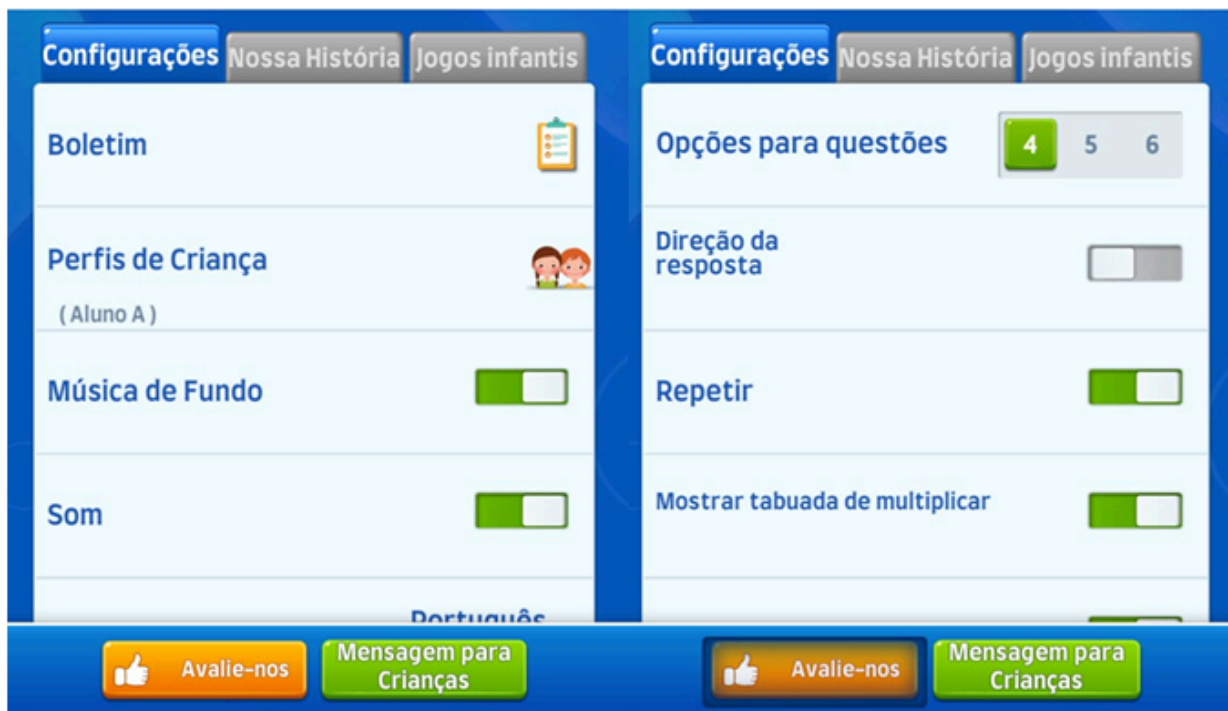 Configurações Nossa História Jogos infantis
Boletim
Perfis de Criança
( Aluno A )
Música de Fundo
Som
Português
Avalie-nos
Mensagem para
Crianças
Configurações Nossa História Jogos infantis
Opções para questões 4 5 6
Direção da
resposta
Repetir
Mostrar tabuada de multiplicar
Avalie-nos
Mensagem para
Crianças